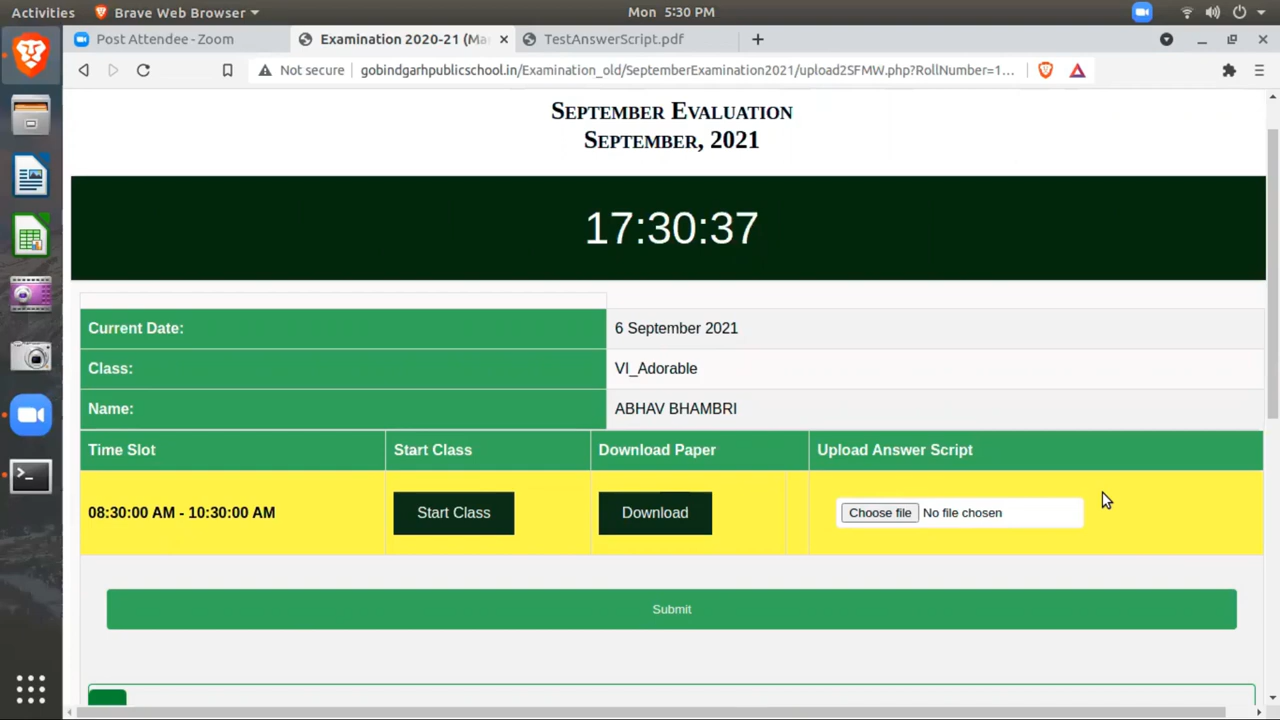 Activities
Brave Web Browser
Mon 5:30 PM
Post Attendee - Zoom
Examination 2020-21 (Ma
TestAnswerScript.pdf
Not secure
gobindgarhpublicschool.in/Examination_old/SeptemberExamination2021/upload2SFMW.php?RollNumber=1...
September Evaluation
September, 2021
17:30:37
Current Date: 6 September 2021
Class: VI_Adorable
Name: ABHAV BHAMBRI
Time Slot Start Class Download Paper Upload Answer Script
08:30:00 AM - 10:30:00 AM Start Class Download Choose file No file chosen
Submit